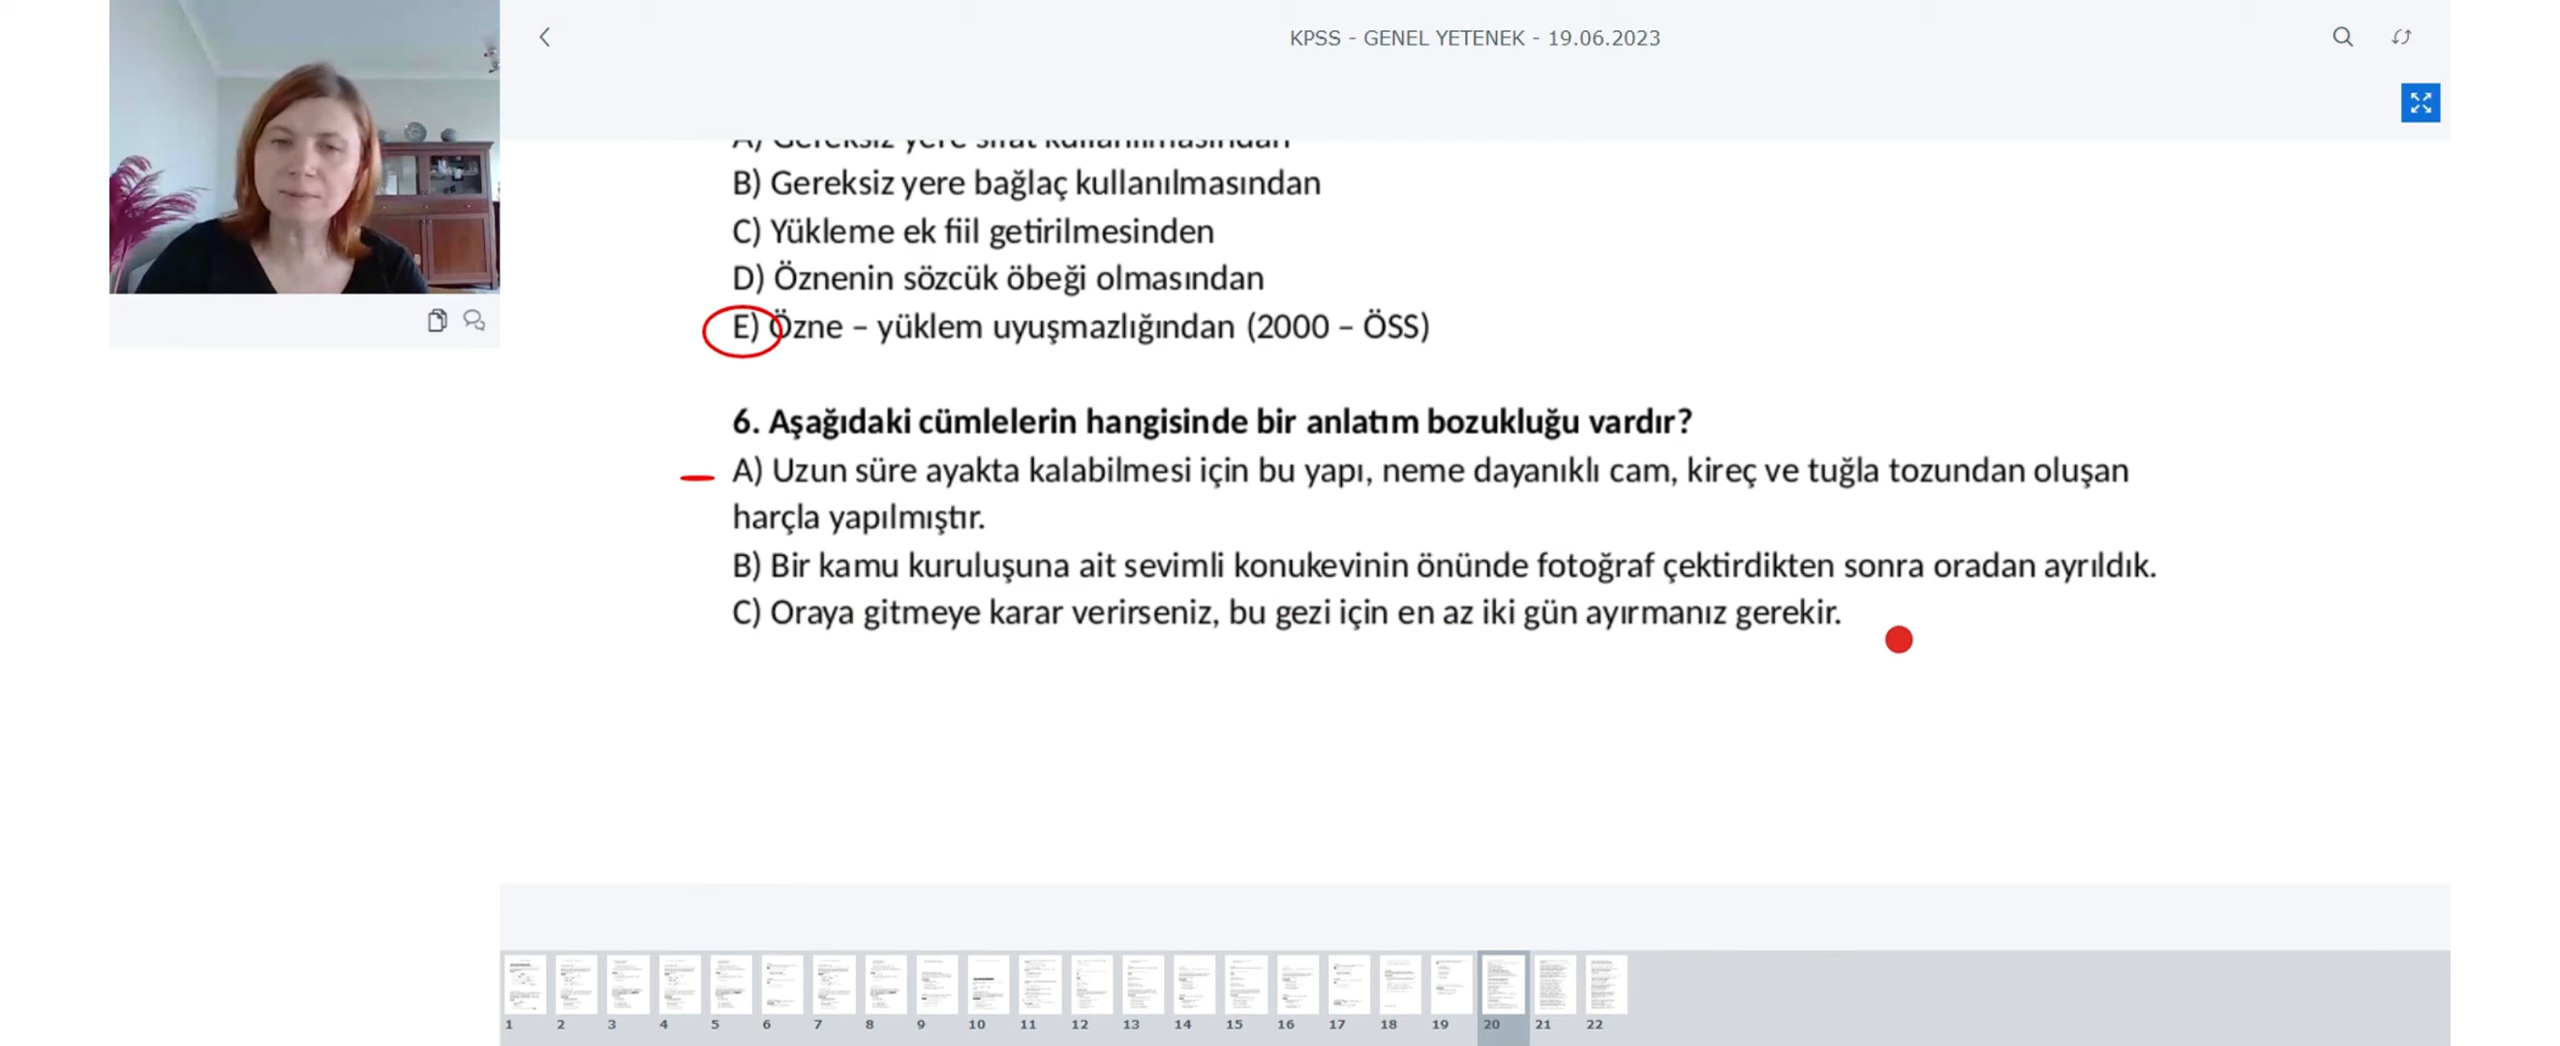 KPSS - GENEL YETENEK - 19.06.2023
A) Gereksiz yere sıfat kullanılmasından
B) Gereksiz yere bağlaç kullanılmasından
C) Yükleme ek fiil getirilmesinden
D) Öznenin sözcük öbeği olmasından
E) Özne – yüklem uyuşmazlığından (2000 – ÖSS)
6. Aşağıdaki cümlelerin hangisinde bir anlatım bozukluğu vardır?
A) Uzun süre ayakta kalabilmesi için bu yapı, neme dayanıklı cam, kireç ve tuğla tozundan oluşan
harçla yapılmıştır.
B) Bir kamu kuruluşuna ait sevimli konukevinin önünde fotoğraf çektirdikten sonra oradan ayrıldık.
C) Oraya gitmeye karar verirseniz, bu gezi için en az iki gün ayırmanız gerekir.
1 2 3 4 5 6 7 8 9 10 11 12 13 14 15 16 17 18 19 20 21 22